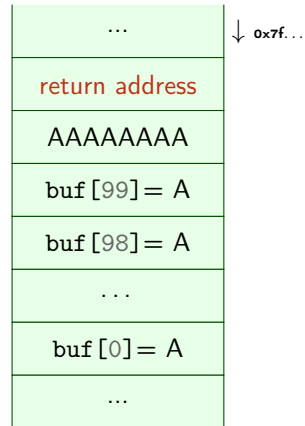 ...
↓ 0x7f...
return address
AAAAAAAA
buf[99]= A
buf[98]= A
...
buf[0]= A
...